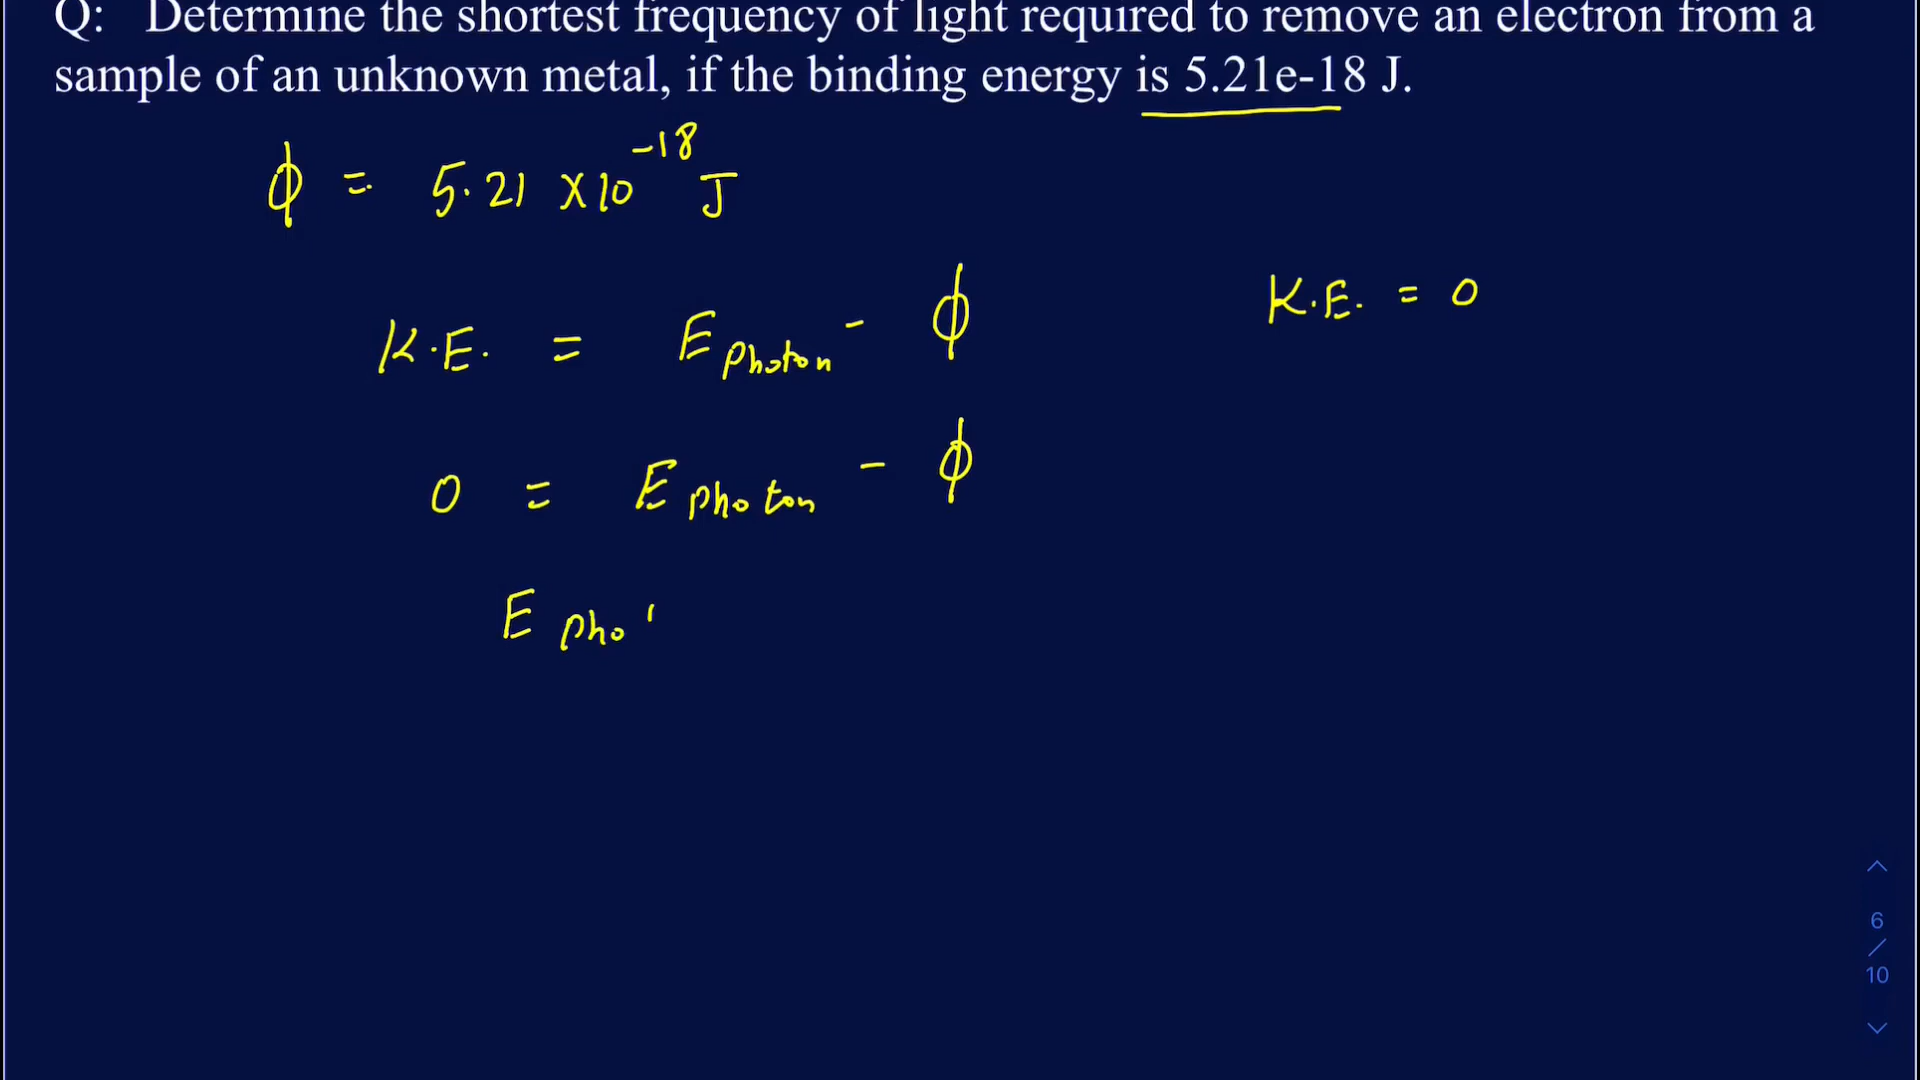 Q: Determine the shortest frequency of light required to remove an electron from a
sample of an unknown metal, if the binding energy is 5.21e-18 J.
ϕ = 5.21 x10⁻¹⁸ J
K.E. = E photon - ϕ
K.E. = 0
0 = E photon - ϕ
E pho
6
/
10